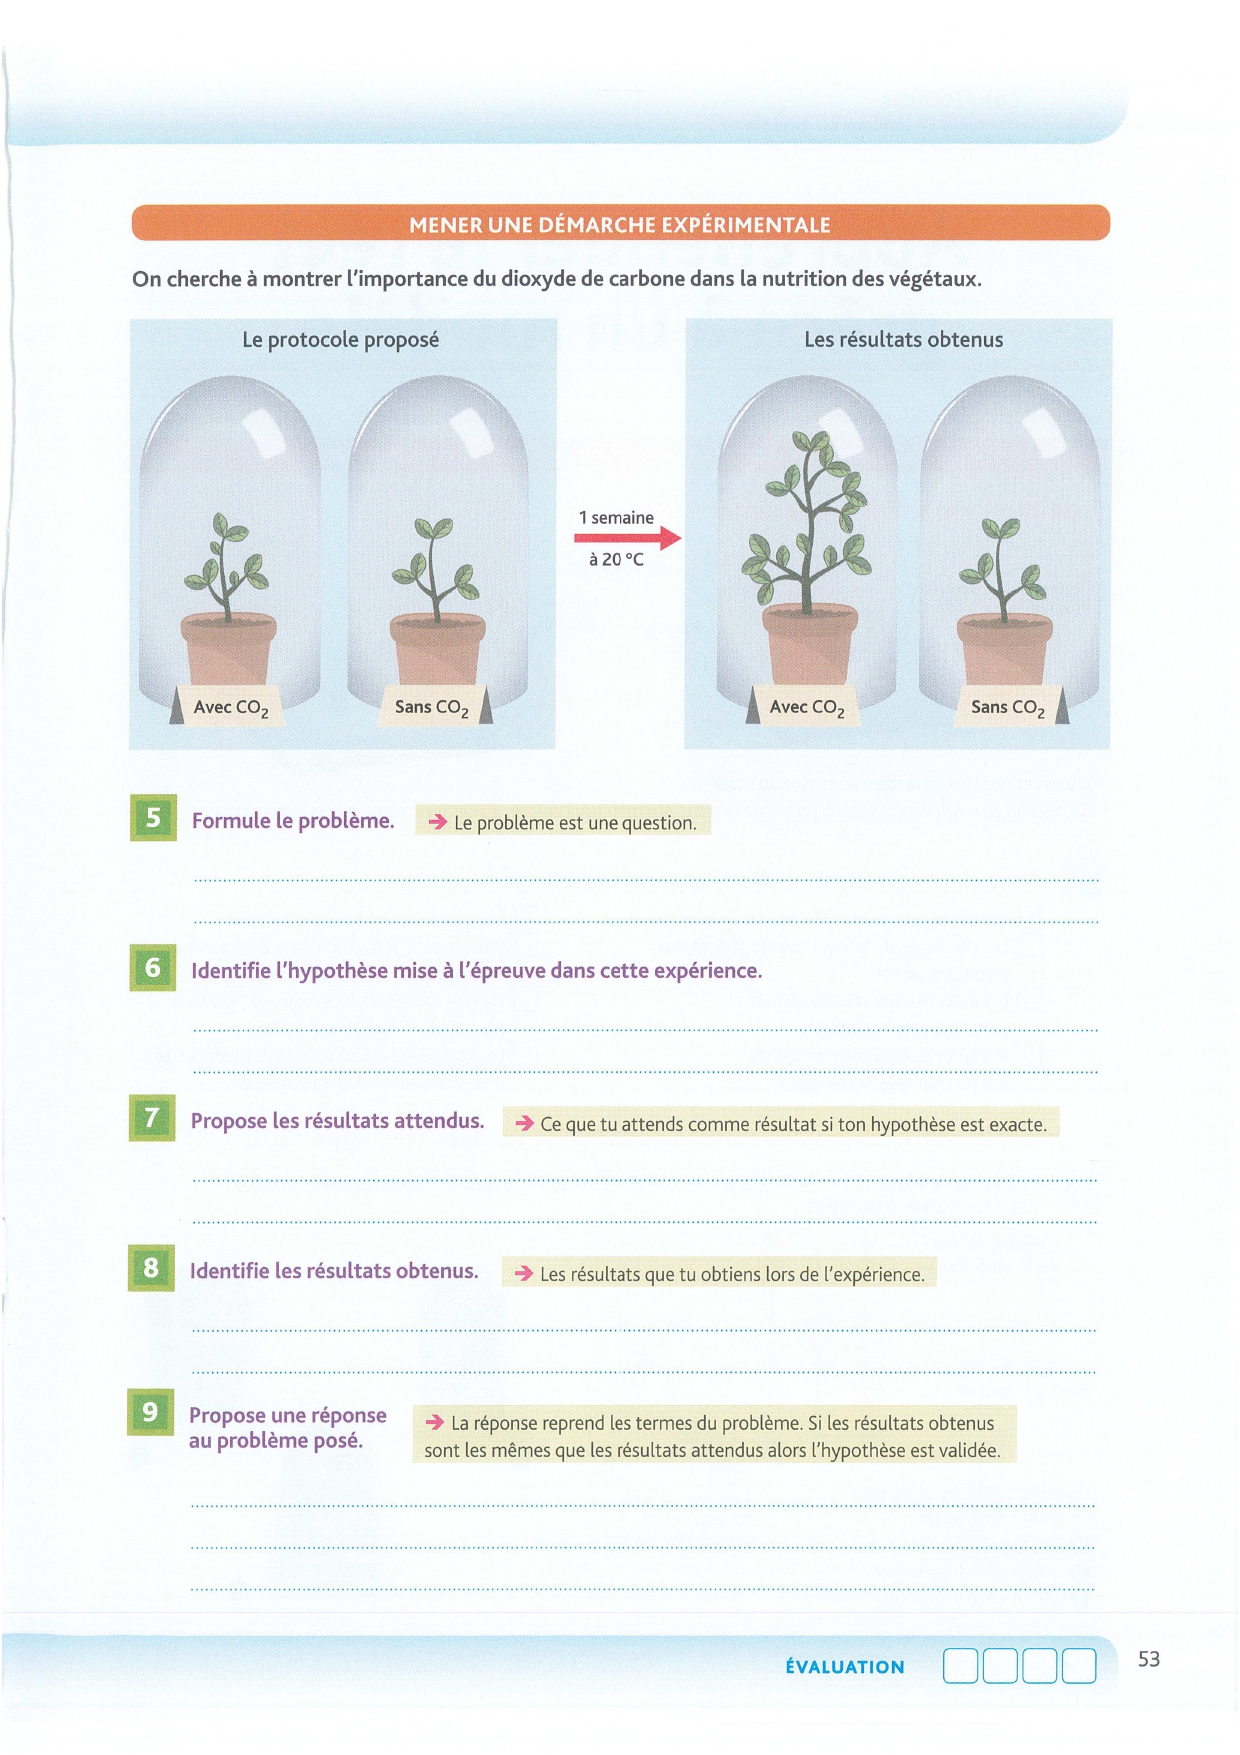 MENER UNE DÉMARCHE EXPÉRIMENTALE
On cherche à montrer l'importance du dioxyde de carbone dans la nutrition des végétaux.
Le protocole proposé
Avec CO₂
Sans CO₂
1 semaine
à 20 °C
Les résultats obtenus
Avec CO₂
Sans CO₂
5 Formule le problème. → Le problème est une question.
6 Identifie l'hypothèse mise à l'épreuve dans cette expérience.
7 Propose les résultats attendus. → Ce que tu attends comme résultat si ton hypothèse est exacte.
8 Identifie les résultats obtenus. → Les résultats que tu obtiens lors de l'expérience.
9 Propose une réponse
au problème posé.
→ La réponse reprend les termes du problème. Si les résultats obtenus
sont les mêmes que les résultats attendus alors l'hypothèse est validée.
ÉVALUATION
53